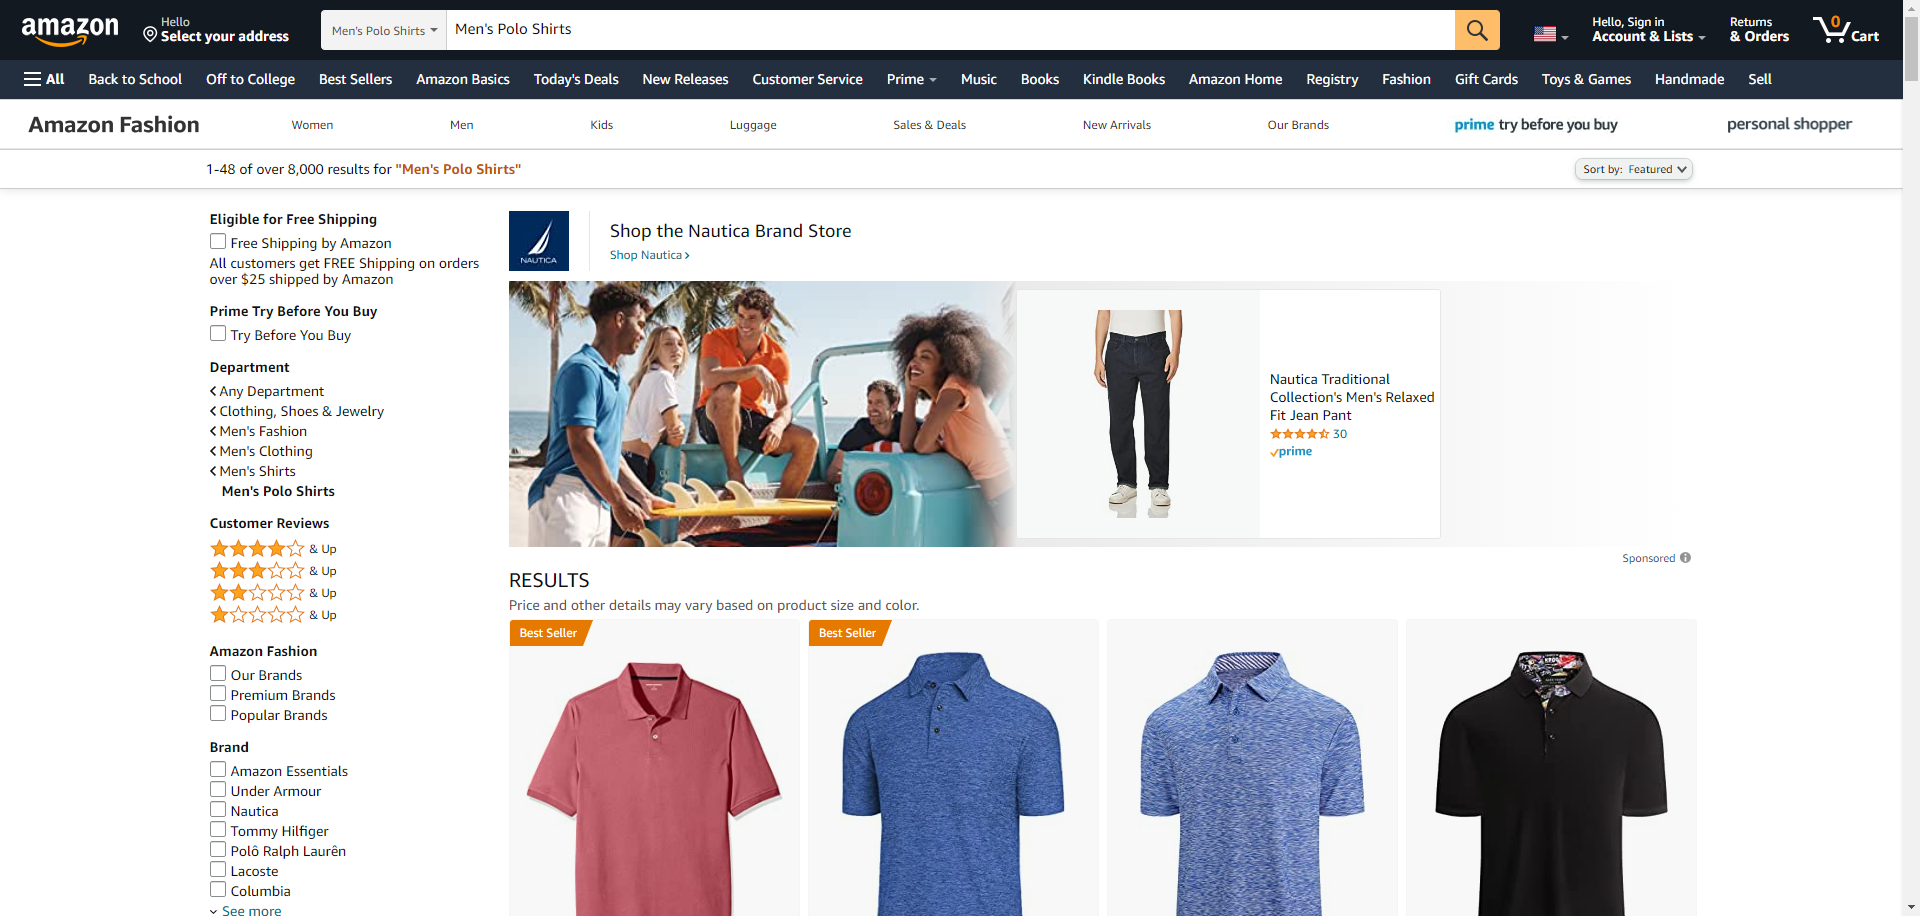 amazon
Hello
Select your address
Men's Polo Shirts
Men's Polo Shirts
Hello, Sign in
Account & Lists
Returns
& Orders
0
Cart
All
Back to School
Off to College
Best Sellers
Amazon Basics
Today's Deals
New Releases
Customer Service
Prime
Music
Books
Kindle Books
Amazon Home
Registry
Fashion
Gift Cards
Toys & Games
Handmade
Sell
Amazon Fashion
Women
Men
Kids
Luggage
Sales & Deals
New Arrivals
Our Brands
prime try before you buy
personal shopper
1-48 of over 8,000 results for "Men's Polo Shirts"
Sort by: Featured
Eligible for Free Shipping
Free Shipping by Amazon
All customers get FREE Shipping on orders
over $25 shipped by Amazon
Prime Try Before You Buy
Try Before You Buy
Department
Any Department
Clothing, Shoes & Jewelry
Men's Fashion
Men's Clothing
Men's Shirts
Men's Polo Shirts
Customer Reviews
& Up
& Up
& Up
& Up
Amazon Fashion
Our Brands
Premium Brands
Popular Brands
Brand
Amazon Essentials
Under Armour
Nautica
Tommy Hilfiger
Polô Ralph Laurên
Lacoste
Columbia
See more
NAUTICA
Shop the Nautica Brand Store
Shop Nautica
Nautica Traditional
Collection's Men's Relaxed
Fit Jean Pant
30
prime
Sponsored
RESULTS
Price and other details may vary based on product size and color.
Best Seller
Best Seller